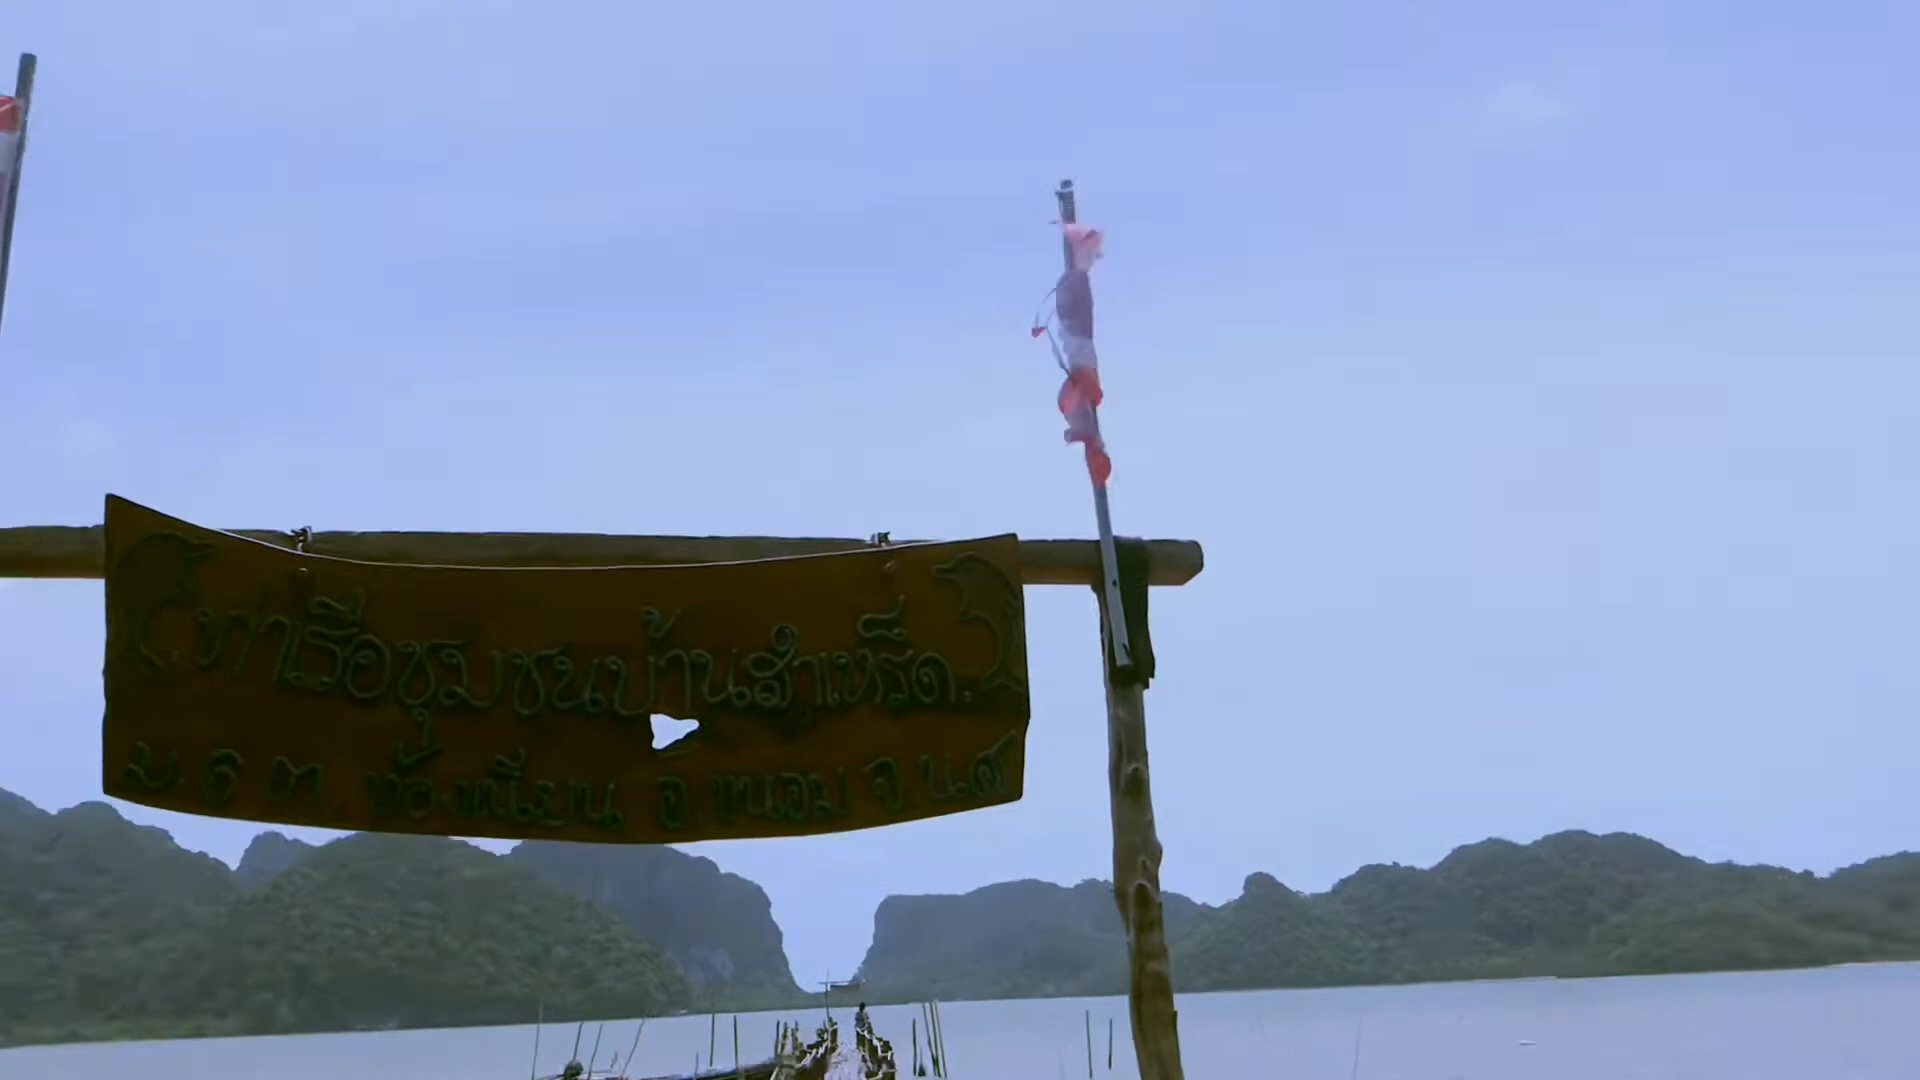 ท่าเรือชุมชนบ้านสำเหร็ด
ม ๑๓ ท้องเนียน อ ขนอม จ นศ